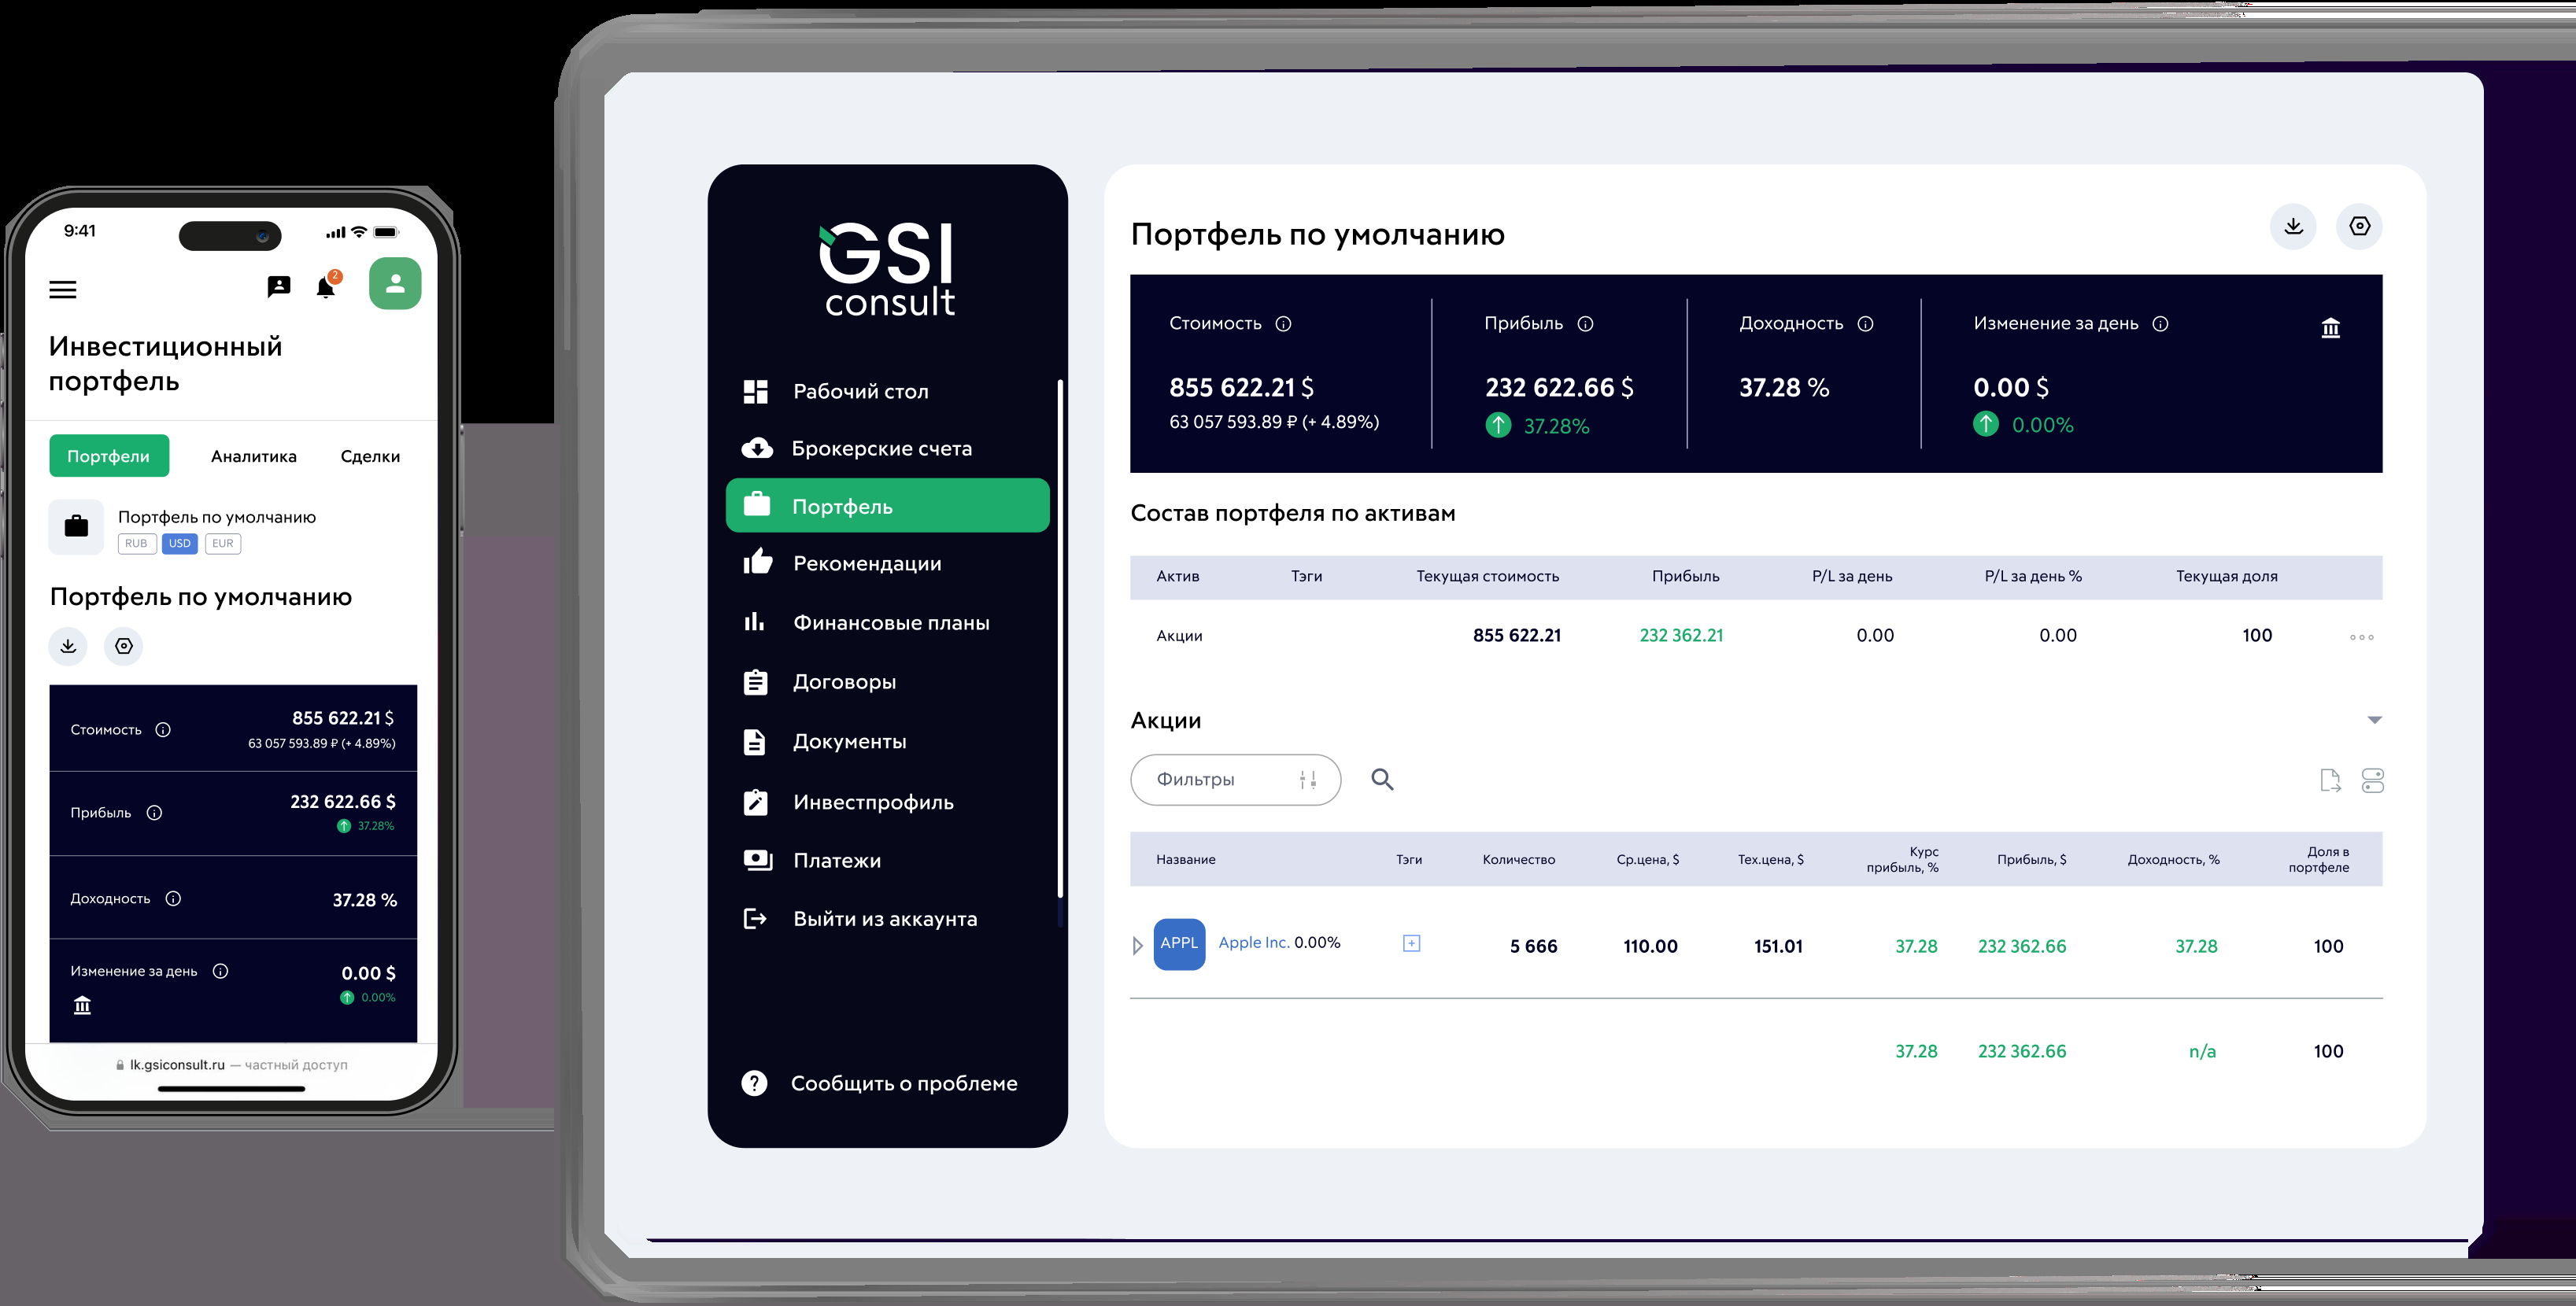 9:41
2
Инвестиционный
портфель
Портфели Аналитика Сделки
Портфель по умолчанию
RUB USD EUR
Портфель по умолчанию
Стоимость 855 622.21 $
63 057 593.89 ₽ (+ 4.89%)
Прибыль 232 622.66 $
37.28%
Доходность 37.28 %
Изменение за день 0.00 $
0.00%
lk.gsiconsult.ru — частный доступ
GSI
consult
Рабочий стол
Брокерские счета
Портфель
Рекомендации
Финансовые планы
Договоры
Документы
Инвестпрофиль
Платежи
Выйти из аккаунта
Сообщить о проблеме
Портфель по умолчанию
Стоимость Прибыль Доходность Изменение за день
855 622.21 $ 232 622.66 $ 37.28 % 0.00 $
63 057 593.89 ₽ (+ 4.89%) 37.28% 0.00%
Состав портфеля по активам
Актив Тэги Текущая стоимость Прибыль P/L за день P/L за день % Текущая доля
Акции 855 622.21 232 362.21 0.00 0.00 100
Акции
Фильтры
Название Тэги Количество Ср.цена, $ Тех.цена, $ Курс прибыль, % Прибыль, $ Доходность, % Доля в портфеле
APPL Apple Inc. 0.00% 5 666 110.00 151.01 37.28 232 362.66 37.28 100
37.28 232 362.66 n/a 100